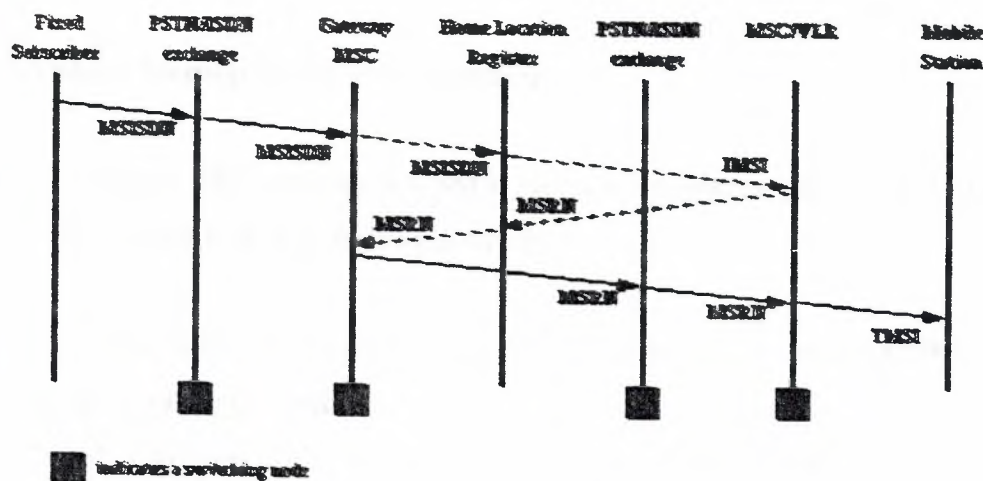 Fixed
Subscriber
PSTN/ISDN
exchange
Gateway
MSC
Home Location
Register
PSTN/ISDN
exchange
MSC/VLR
Mobile
Station
MSISDN
MSISDN
MSISDN
IMSI
MSRN
MSRN
MSRN
MSRN
TMSI
indicates a switching node